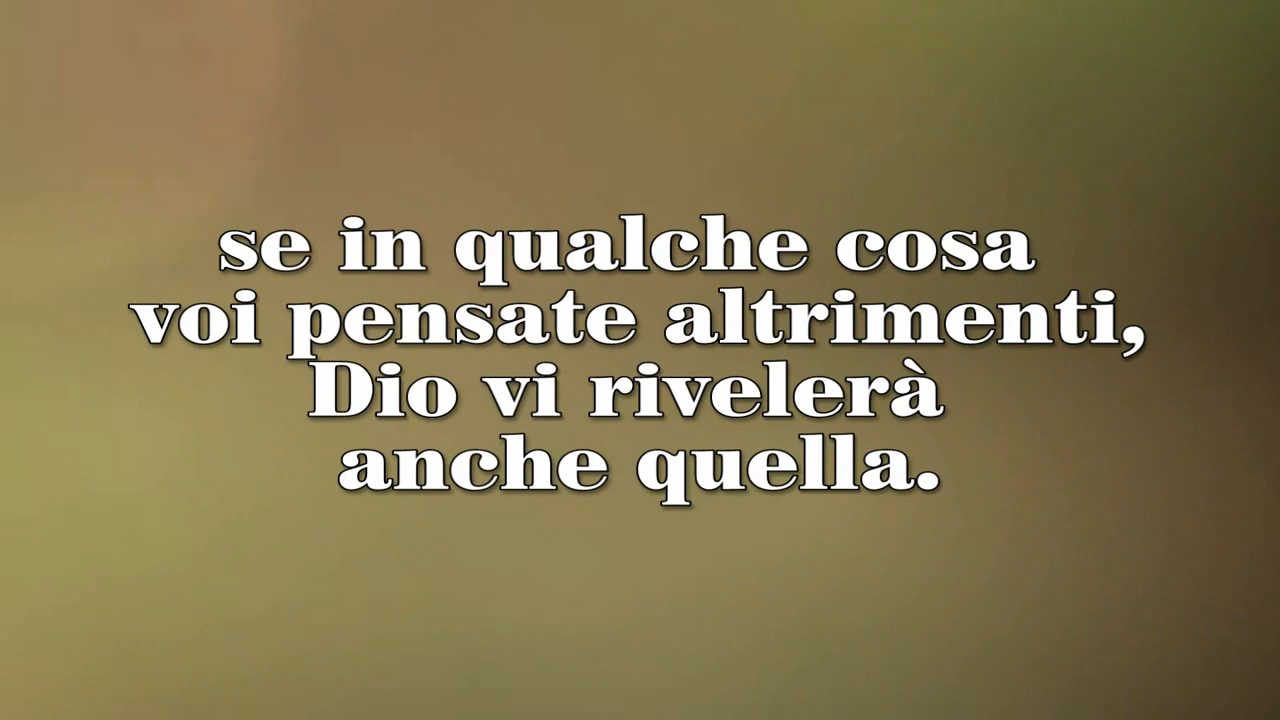 se in qualche cosa
voi pensate altrimenti,
Dio vi rivelerà
anche quella.